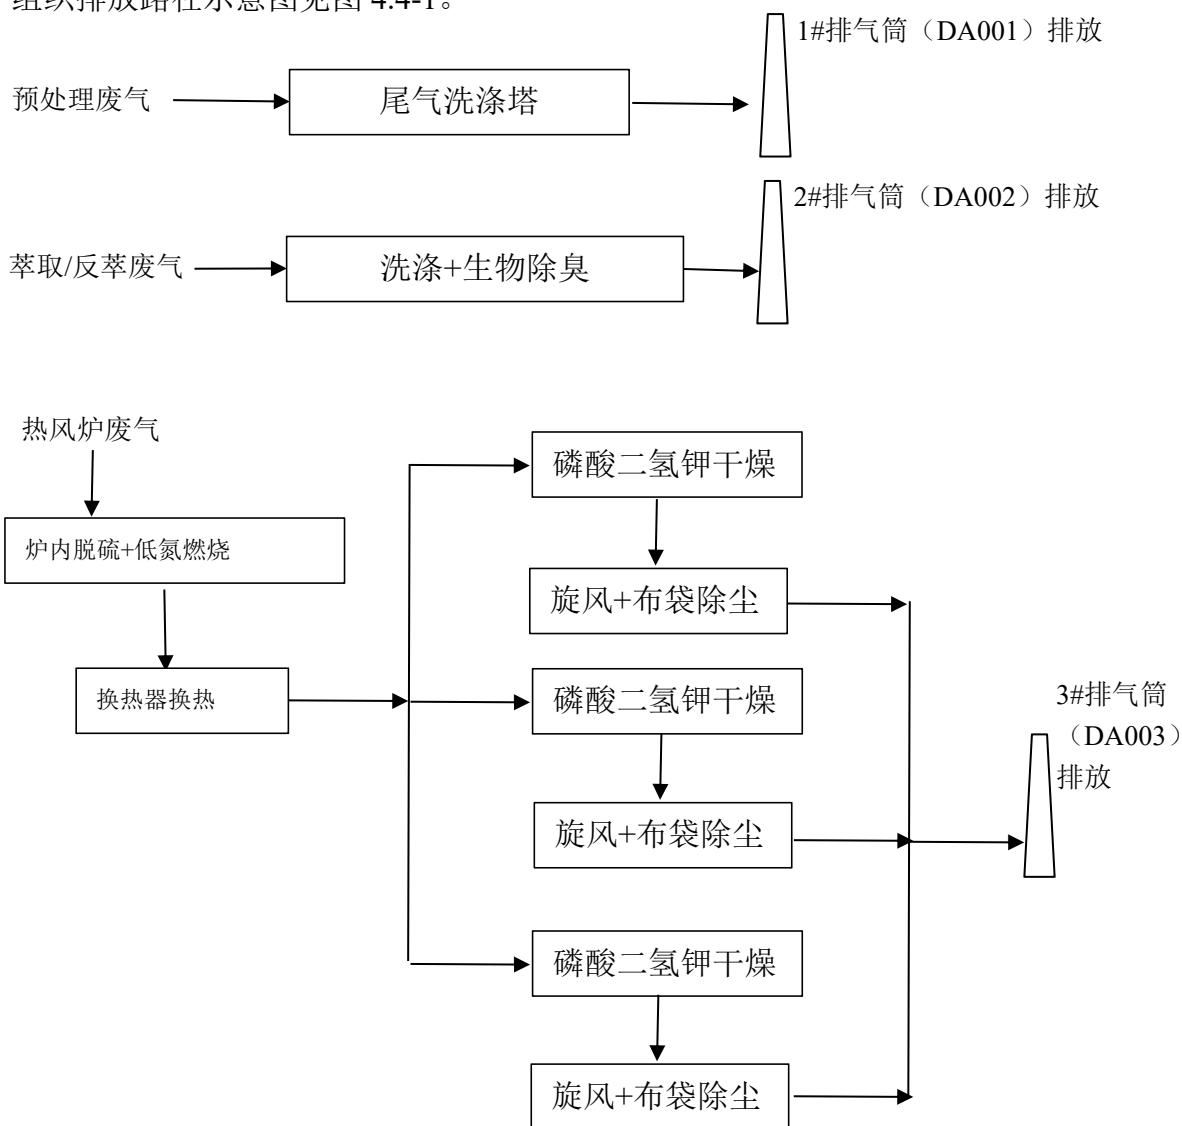 组织排放路径示意图见图 4.4-1。
1#排气筒（DA001）排放
预处理废气
尾气洗涤塔
2#排气筒（DA002）排放
萃取/反萃废气
洗涤+生物除臭
热风炉废气
磷酸二氢钾干燥
炉内脱硫+低氮燃烧
旋风+布袋除尘
换热器换热
磷酸二氢钾干燥
3#排气筒
（DA003）
排放
旋风+布袋除尘
磷酸二氢钾干燥
旋风+布袋除尘